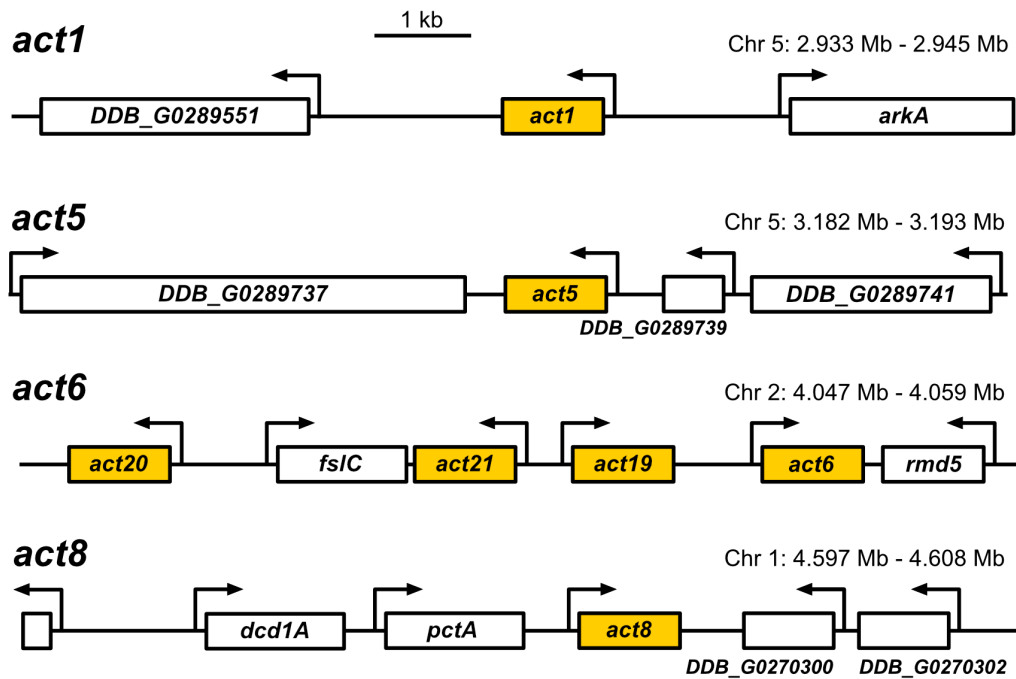 1 kb
act1
Chr 5: 2.933 Mb - 2.945 Mb
DDB_G0289551
act1
arkA
act5
Chr 5: 3.182 Mb - 3.193 Mb
DDB_G0289737
act5
DDB_G0289739
DDB_G0289741
act6
Chr 2: 4.047 Mb - 4.059 Mb
act20
fslC
act21
act19
act6
rmd5
act8
Chr 1: 4.597 Mb - 4.608 Mb
dcd1A
pctA
act8
DDB_G0270300
DDB_G0270302